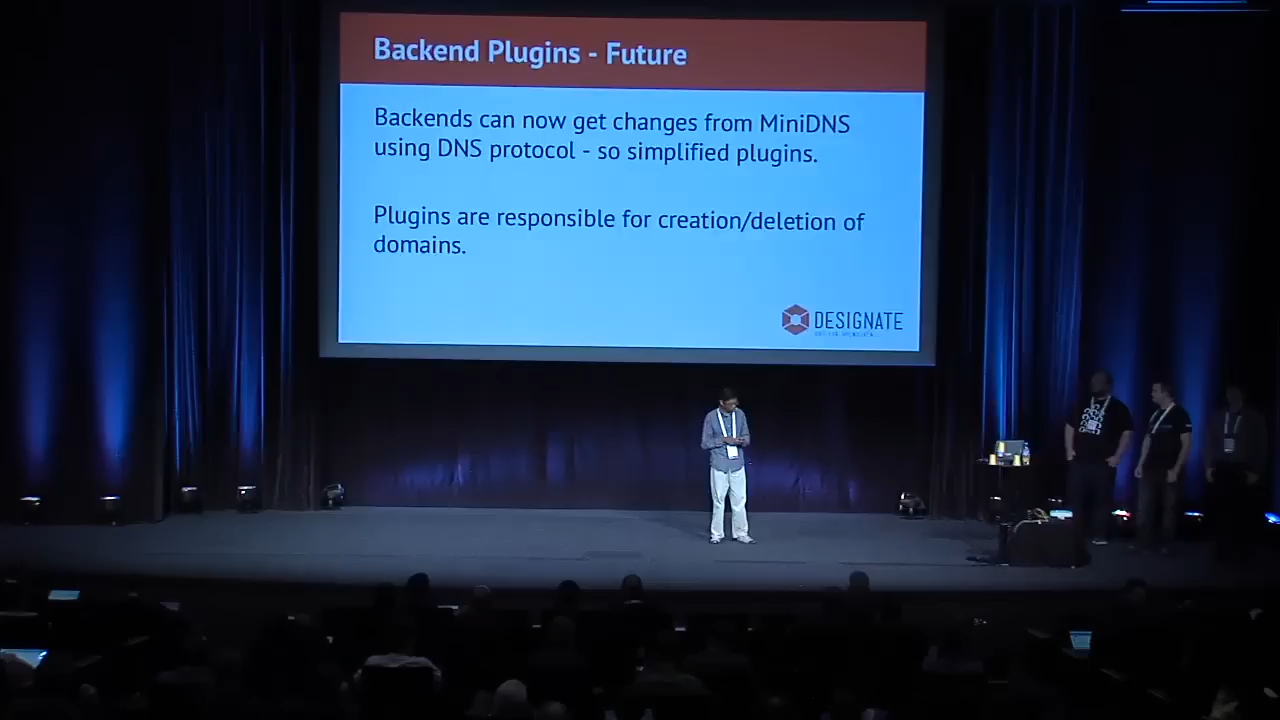 Backend Plugins - Future
Backends can now get changes from MiniDNS
using DNS protocol - so simplified plugins.
Plugins are responsible for creation/deletion of
domains.
DESIGNATE